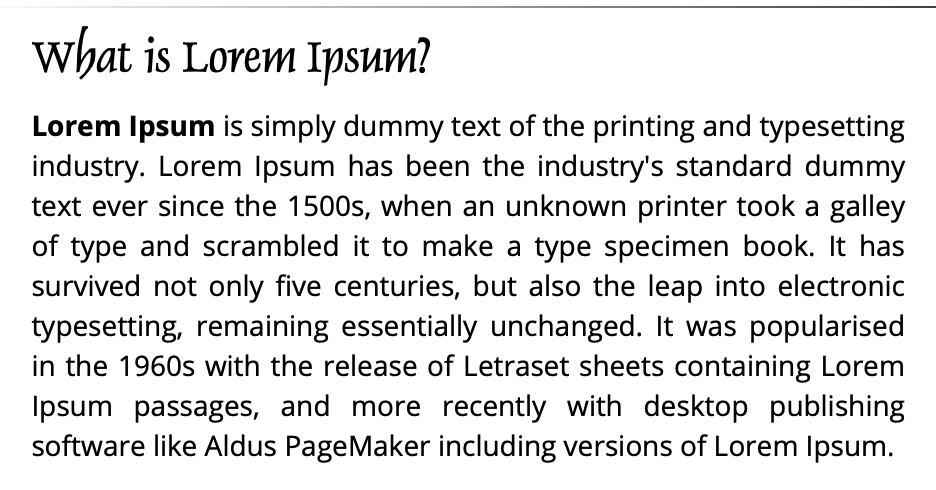 What is Lorem Ipsum?
Lorem Ipsum is simply dummy text of the printing and typesetting
industry. Lorem Ipsum has been the industry's standard dummy
text ever since the 1500s, when an unknown printer took a galley
of type and scrambled it to make a type specimen book. It has
survived not only five centuries, but also the leap into electronic
typesetting, remaining essentially unchanged. It was popularised
in the 1960s with the release of Letraset sheets containing Lorem
Ipsum passages, and more recently with desktop publishing
software like Aldus PageMaker including versions of Lorem Ipsum.